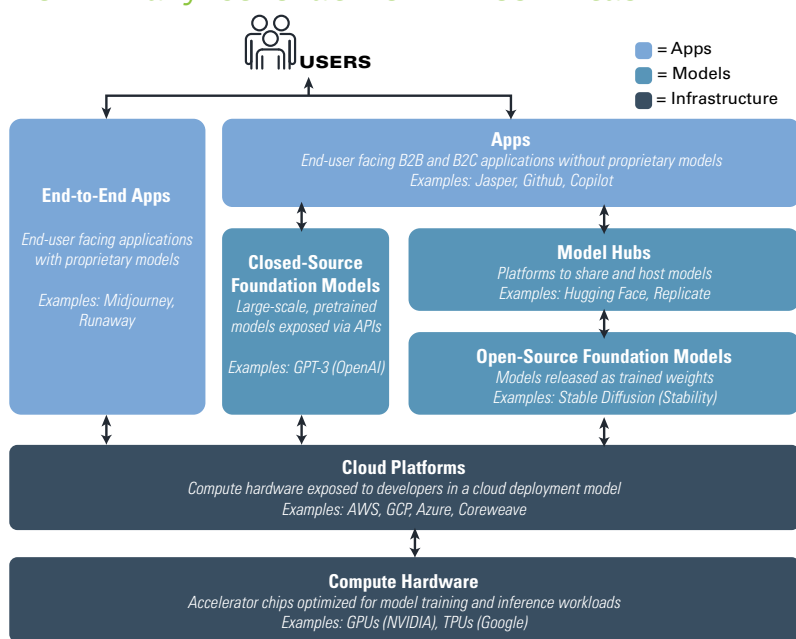 USERS
= Apps
= Models
= Infrastructure
Apps
End-user facing B2B and B2C applications without proprietary models
Examples: Jasper, Github, Copilot
End-to-End Apps
End-user facing applications
with proprietary models
Examples: Midjourney,
Runaway
Closed-Source
Foundation Models
Large-scale, pretrained
models exposed via APIs
Examples: GPT-3 (OpenAI)
Model Hubs
Platforms to share and host models
Examples: Hugging Face, Replicate
Open-Source Foundation Models
Models released as trained weights
Examples: Stable Diffusion (Stability)
Cloud Platforms
Compute hardware exposed to developers in a cloud deployment model
Examples: AWS, GCP, Azure, Coreweave
Compute Hardware
Accelerator chips optimized for model training and inference workloads
Examples: GPUs (NVIDIA), TPUs (Google)